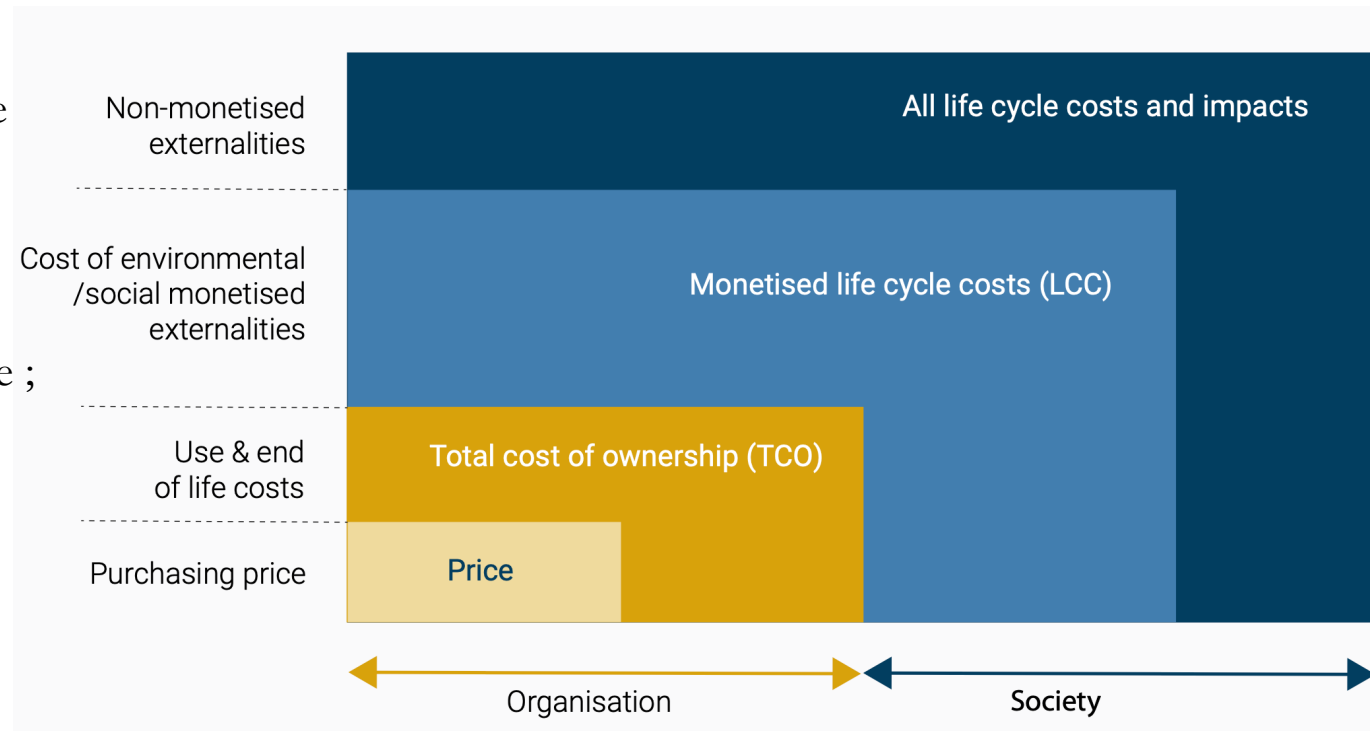 e
Non-monetised
externalities
All life cycle costs and impacts
Cost of environmental
/social monetised
externalities
Monetised life cycle costs (LCC)
e ;
Use & end
of life costs
Total cost of ownership (TCO)
Purchasing price
Price
Organisation
Society